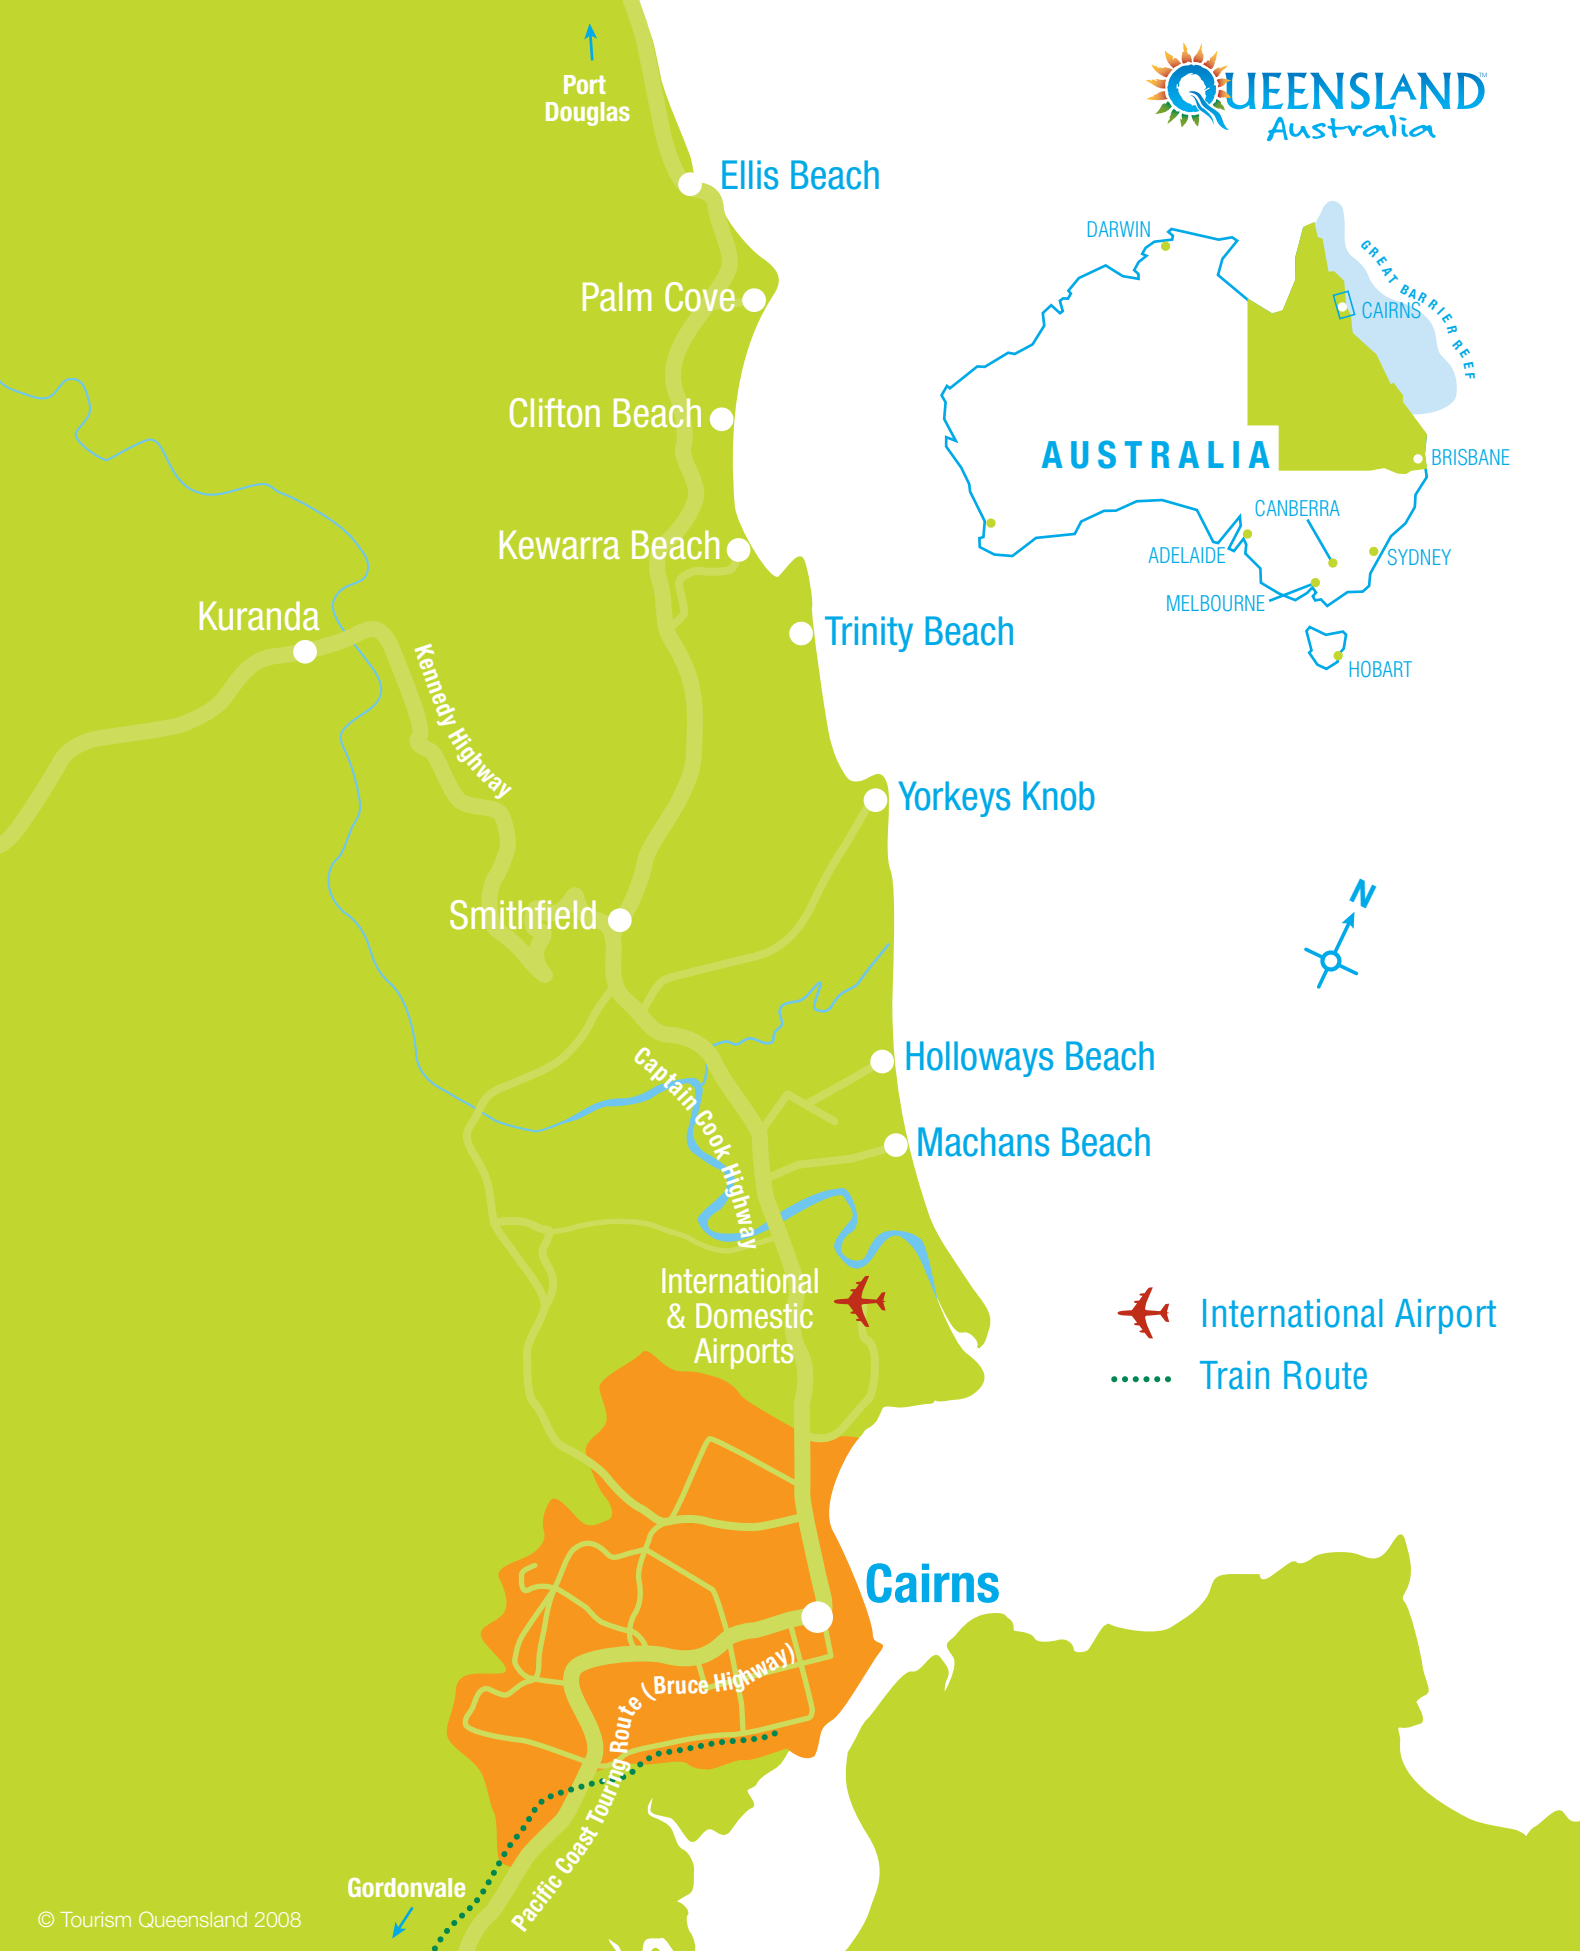 Port
Douglas
QUEENSLAND™
Australia
Ellis Beach
DARWIN
GREAT BARRIER REEF
Palm Cove
CAIRNS
Clifton Beach
AUSTRALIA
BRISBANE
CANBERRA
Kewarra Beach
ADELAIDE
SYDNEY
MELBOURNE
Kuranda
Trinity Beach
HOBART
Kennedy Highway
Yorkeys Knob
N
Smithfield
Captain Cook Highway
Holloways Beach
Machans Beach
International
& Domestic
Airports
International Airport
Train Route
Cairns
Pacific Coast Touring Route (Bruce Highway)
Gordonvale
© Tourism Queensland 2008